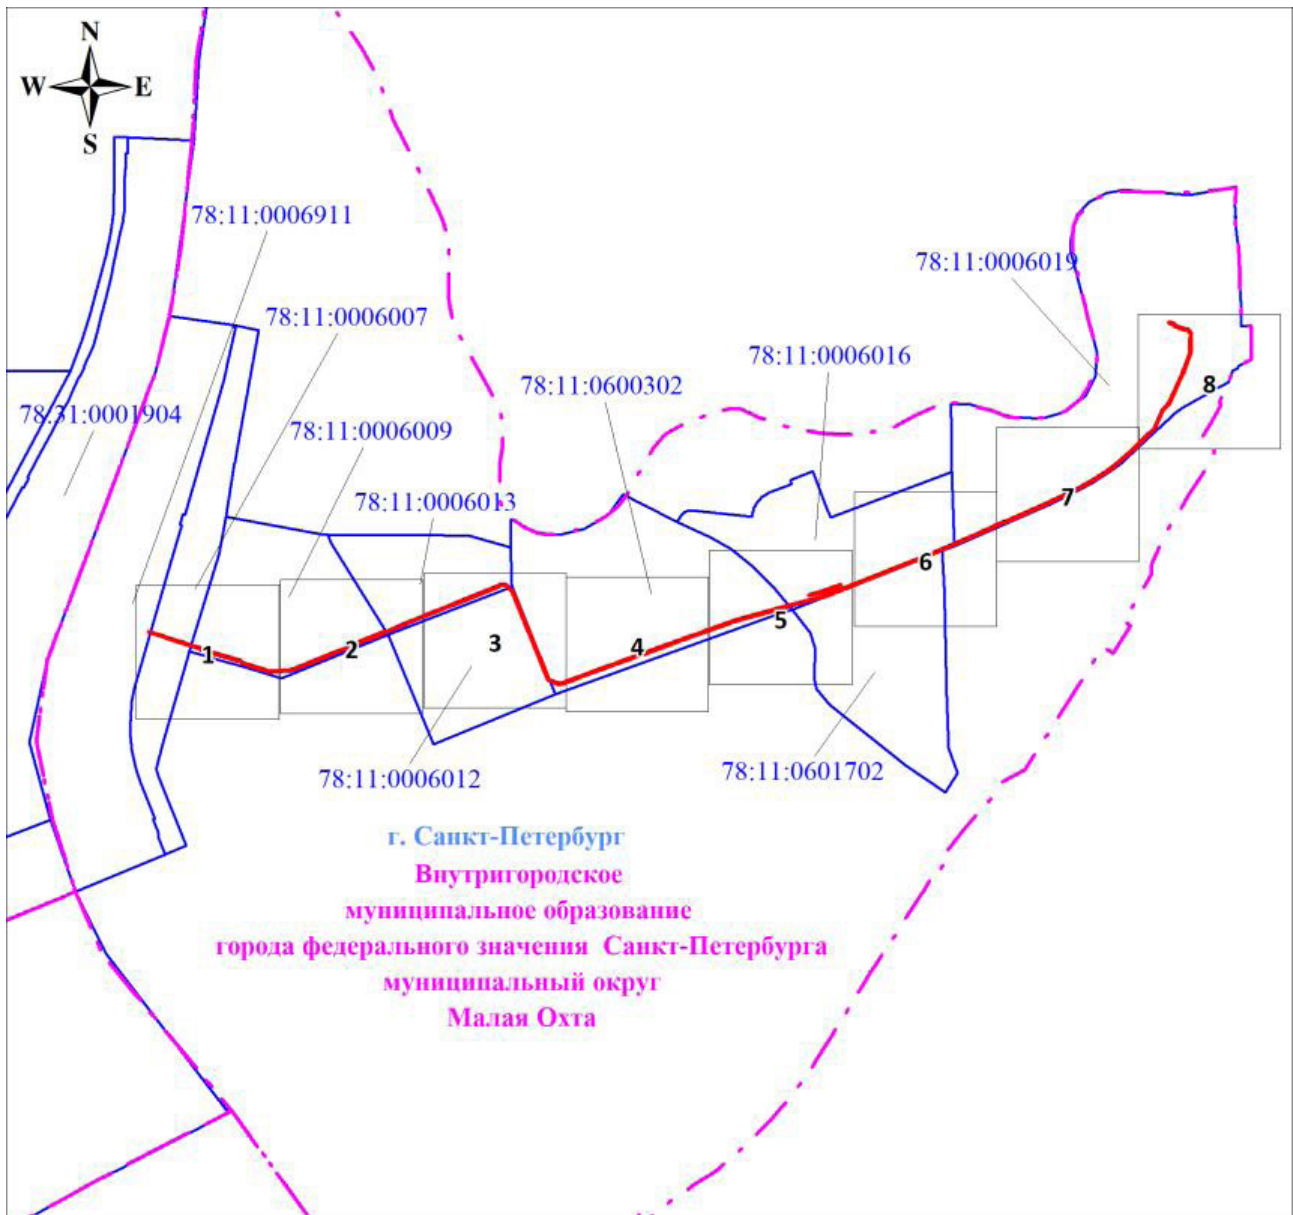 N
W E
S
78:11:0006911
78:11:0006019
78:11:0006007
78:11:0006016
78:11:0600302
78:31:0001904
78:11:0006009
78:11:0006013
8
7
6
5
4
3
2
1
78:11:0006012
78:11:0601702
г. Санкт-Петербург
Внутригородское
муниципальное образование
города федерального значения Санкт-Петербурга
муниципальный округ
Малая Охта